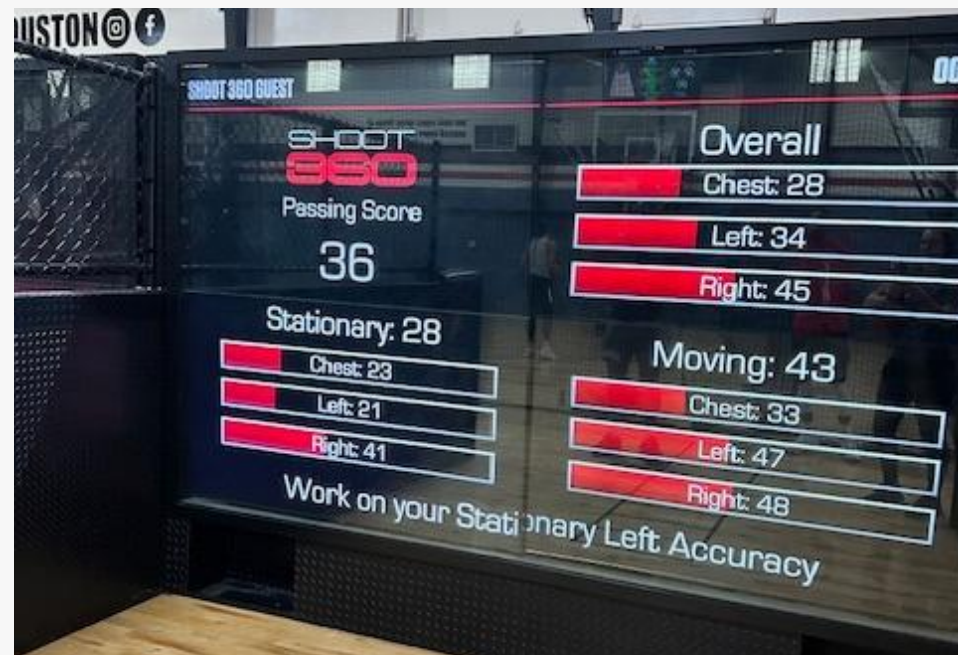 OUSTON
SHOOT 360 GUEST
SHOOT
360
Passing Score
36
Stationary: 28
Chest: 23
Left: 21
Right: 41
Overall
Chest: 28
Left: 34
Right: 45
Moving: 43
Chest: 33
Left: 47
Right: 48
Work on your Stationary Left Accuracy